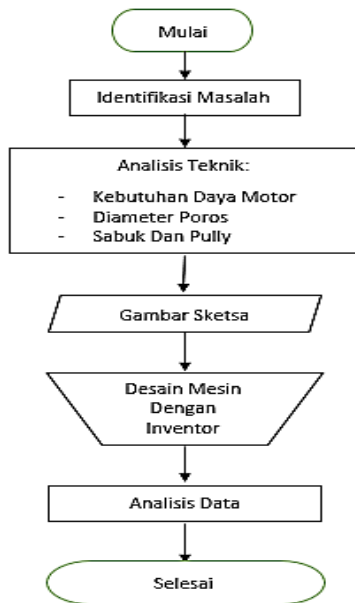 Mulai
Identifikasi Masalah
Analisis Teknik:
- Kebutuhan Daya Motor
- Diameter Poros
- Sabuk Dan Pully
Gambar Sketsa
Desain Mesin
Dengan
Inventor
Analisis Data
Selesai